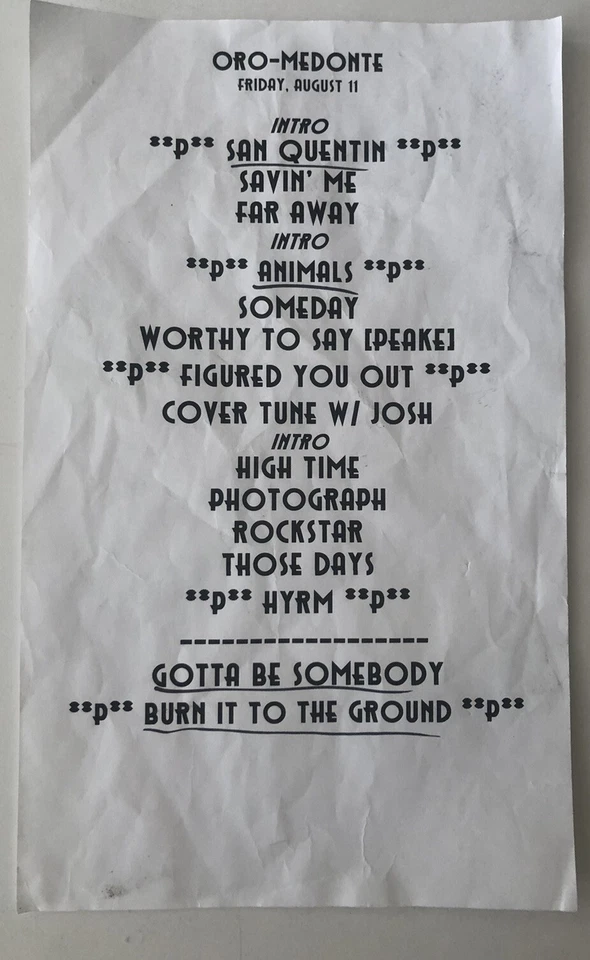 ORO-MEDONTE
FRIDAY, AUGUST 11
INTRO
**P** SAN QUENTIN **P**
SAVIN' ME
FAR AWAY
INTRO
**P** ANIMALS **P**
SOMEDAY
WORTHY TO SAY [PEAKE]
**P** FIGURED YOU OUT **P**
COVER TUNE W/ JOSH
INTRO
HIGH TIME
PHOTOGRAPH
ROCKSTAR
THOSE DAYS
**P** HYRM **P**
------------------
GOTTA BE SOMEBODY
**P** BURN IT TO THE GROUND **P**